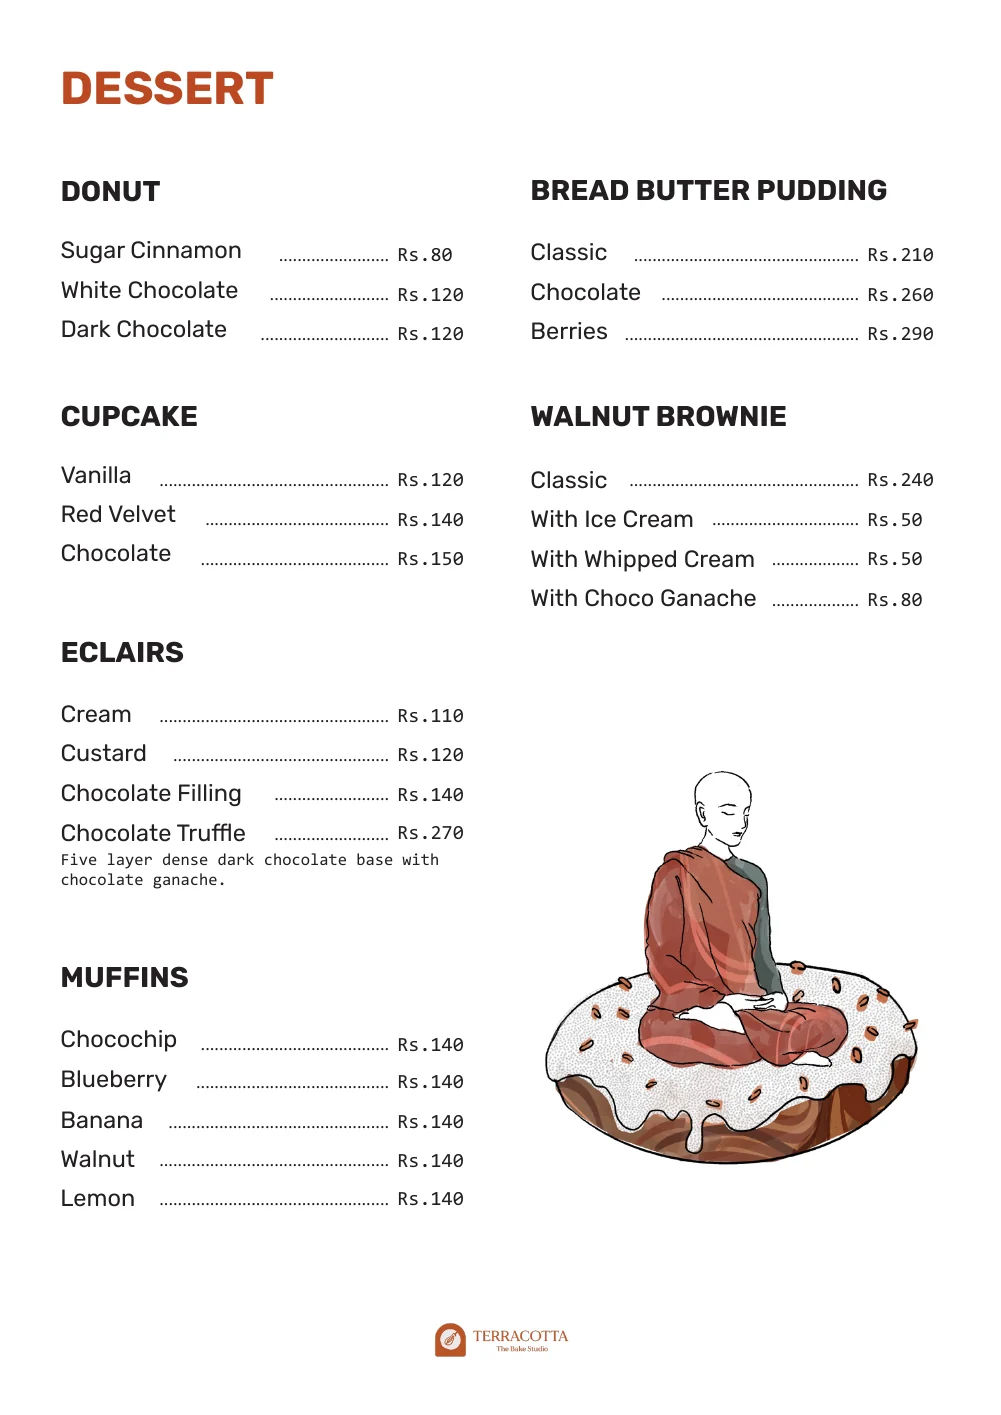 DESSERT
DONUT
Sugar Cinnamon ........................ Rs.80
White Chocolate .......................... Rs.120
Dark Chocolate ............................ Rs.120
CUPCAKE
Vanilla .................................................. Rs.120
Red Velvet ........................................ Rs.140
Chocolate ......................................... Rs.150
ECLAIRS
Cream .................................................. Rs.110
Custard ............................................... Rs.120
Chocolate Filling ......................... Rs.140
Chocolate Truffle ......................... Rs.270
Five layer dense dark chocolate base with
chocolate ganache.
MUFFINS
Chocochip ......................................... Rs.140
Blueberry .......................................... Rs.140
Banana ................................................ Rs.140
Walnut .................................................. Rs.140
Lemon .................................................. Rs.140
BREAD BUTTER PUDDING
Classic ................................................. Rs.210
Chocolate ........................................... Rs.260
Berries ................................................... Rs.290
WALNUT BROWNIE
Classic .................................................. Rs.240
With Ice Cream ................................ Rs.50
With Whipped Cream ................... Rs.50
With Choco Ganache ................... Rs.80
TERRACOTTA
The Bake Studio